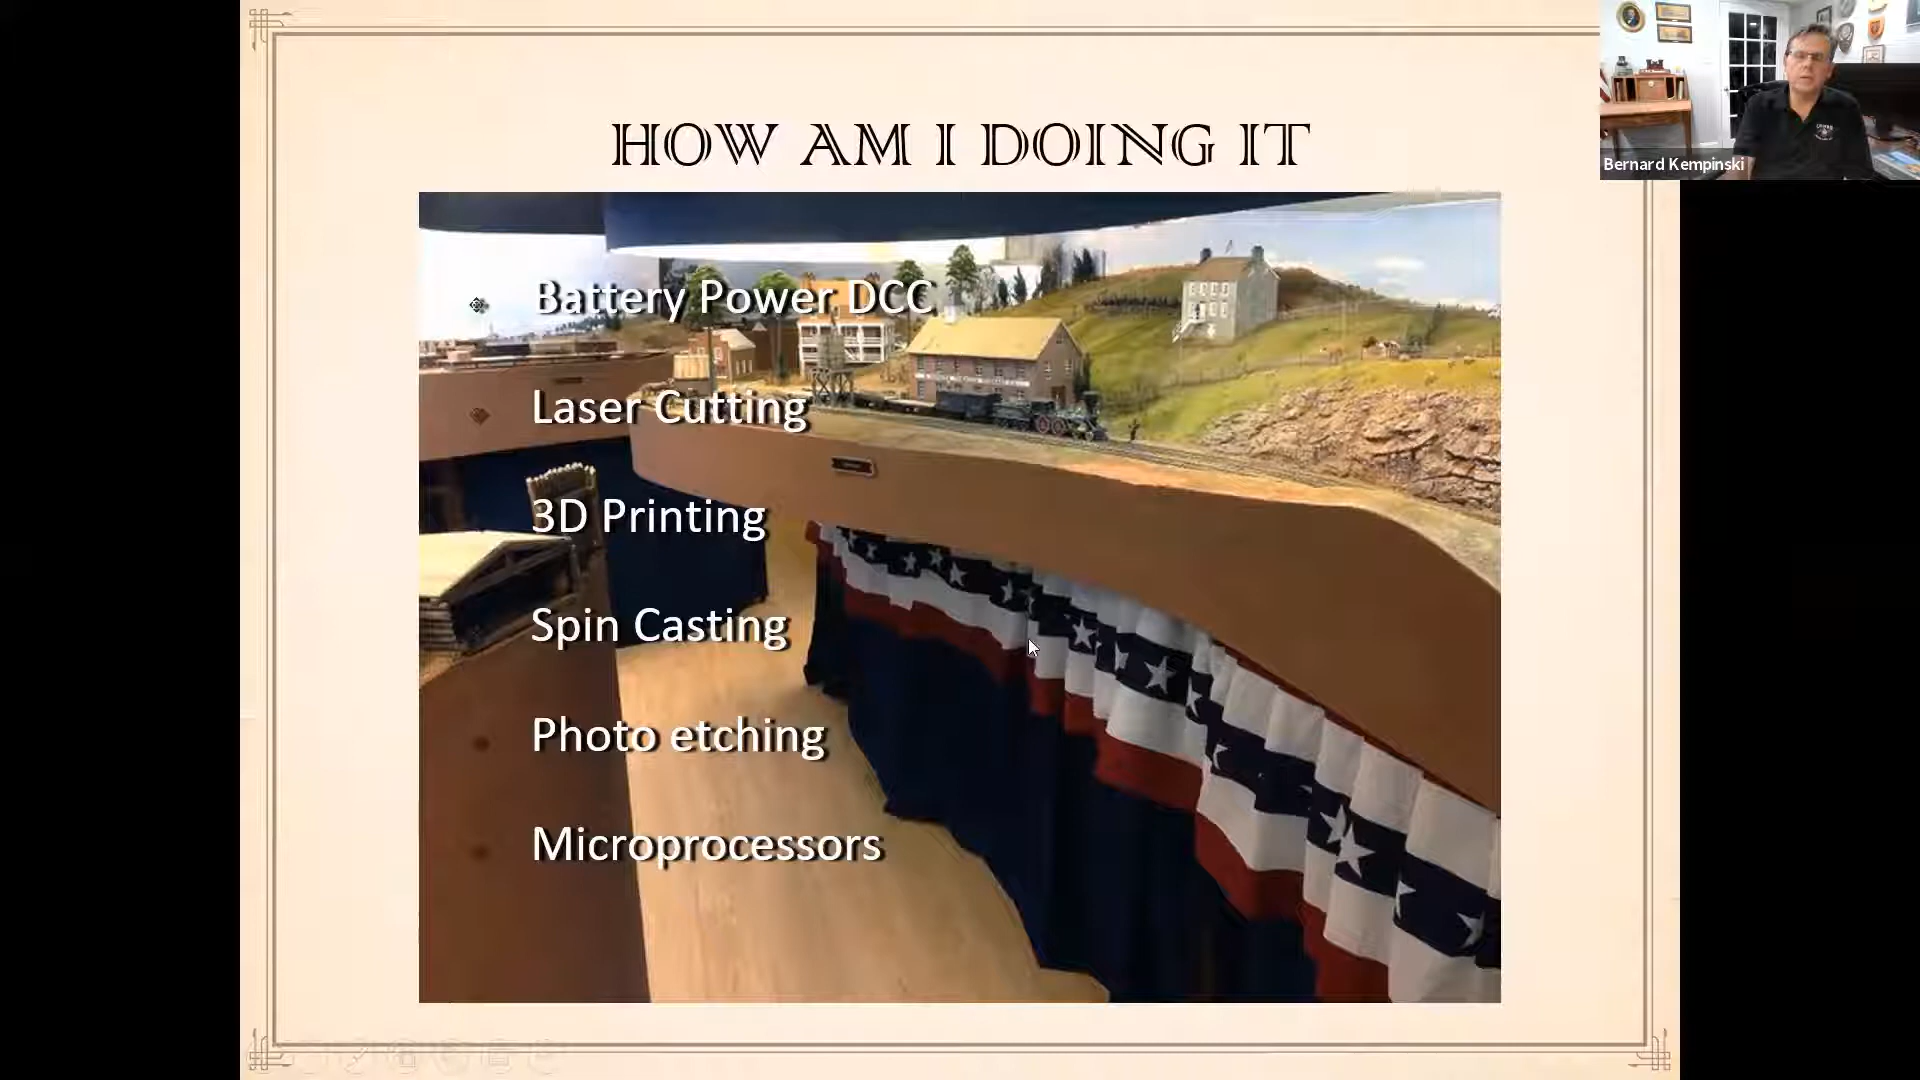 HOW AM I DOING IT
Bernard Kempinski
Battery Power DCC
Laser Cutting
3D Printing
Spin Casting
Photo etching
Microprocessors